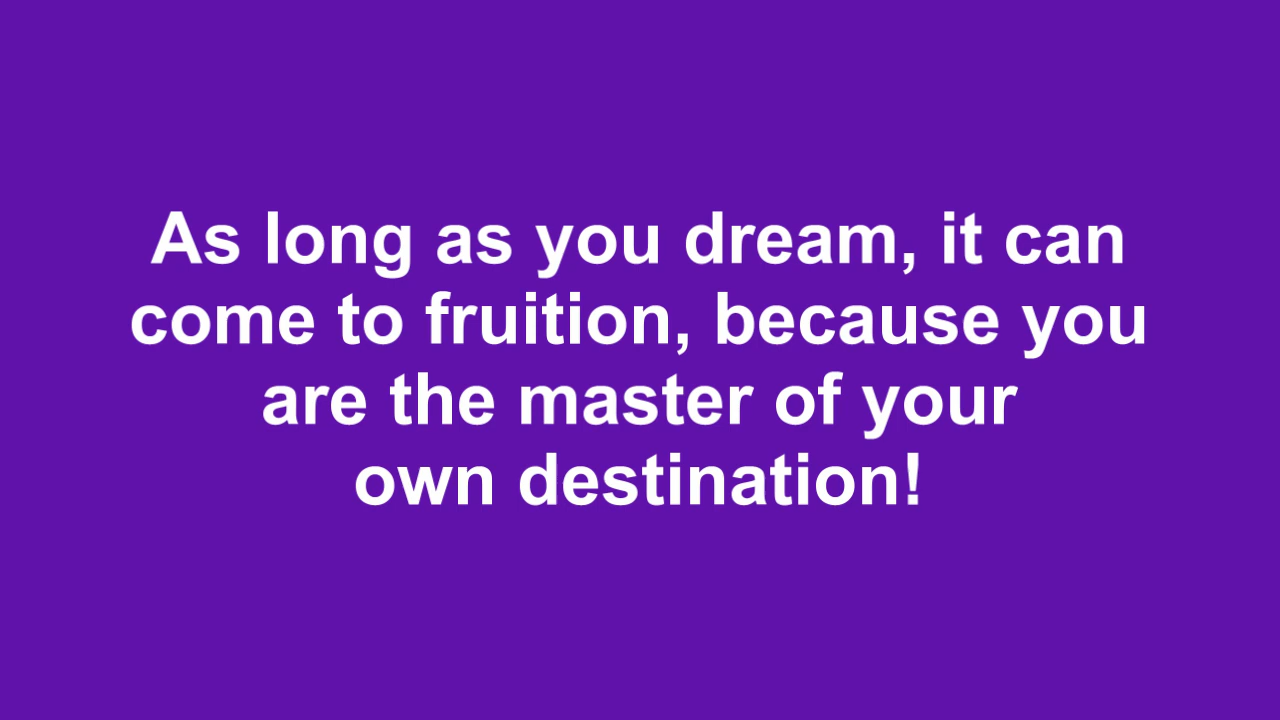 As long as you dream, it can
come to fruition, because you
are the master of your
own destination!